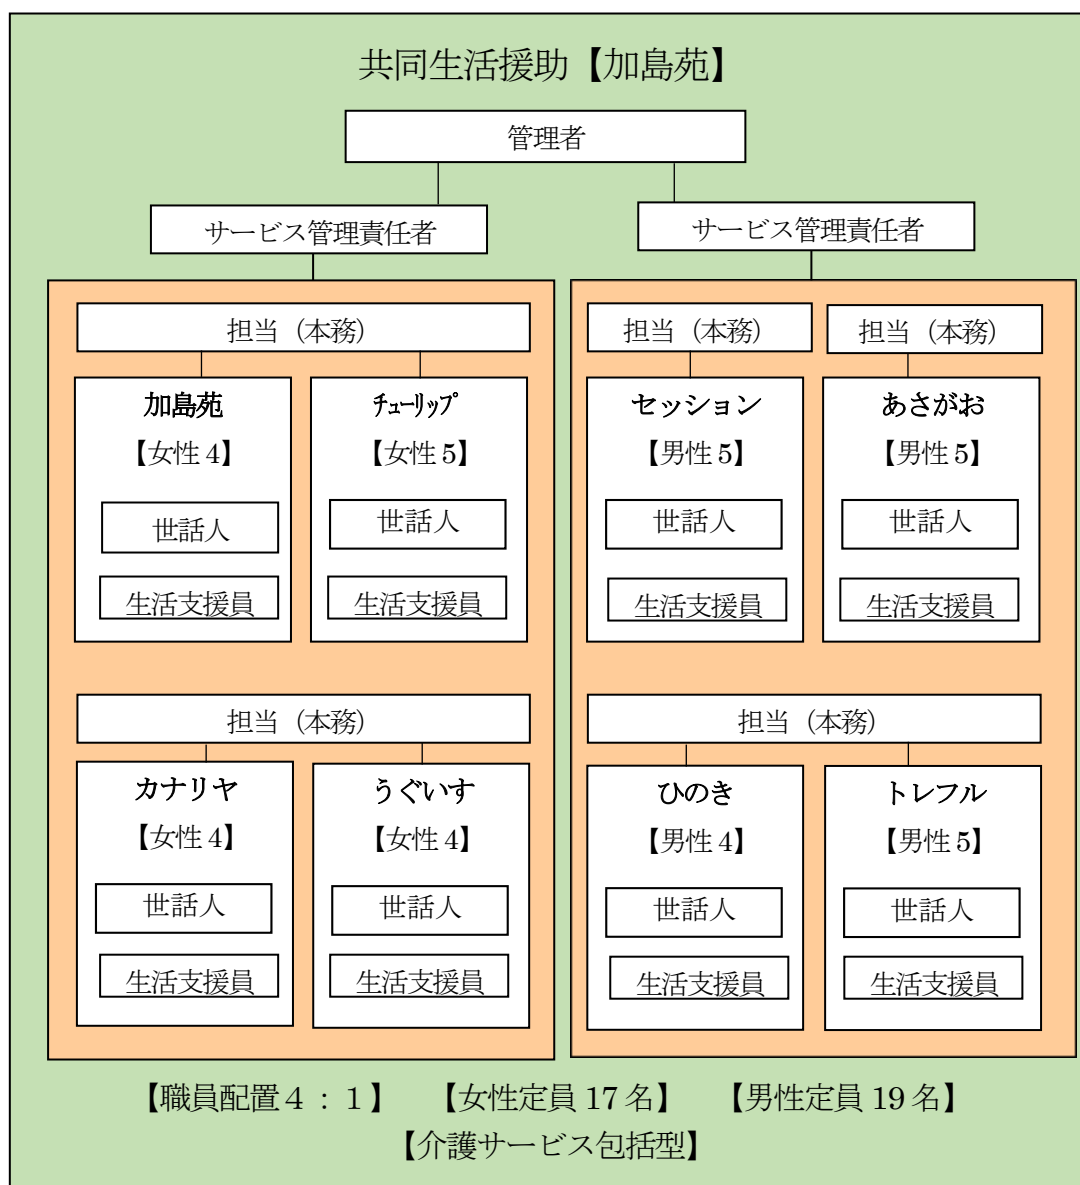 共同生活援助【加島苑】
管理者
サービス管理責任者
サービス管理責任者
担当（本務）
担当（本務）
担当（本務）
加島苑
【女性4】
世話人
生活支援員
チューリップ
【女性5】
世話人
生活支援員
セッション
【男性5】
世話人
生活支援員
あさがお
【男性5】
世話人
生活支援員
担当（本務）
担当（本務）
カナリヤ
【女性4】
世話人
生活支援員
うぐいす
【女性4】
世話人
生活支援員
ひのき
【男性4】
世話人
生活支援員
トレフル
【男性5】
世話人
生活支援員
【職員配置４：１】　【女性定員17名】　【男性定員19名】
【介護サービス包括型】